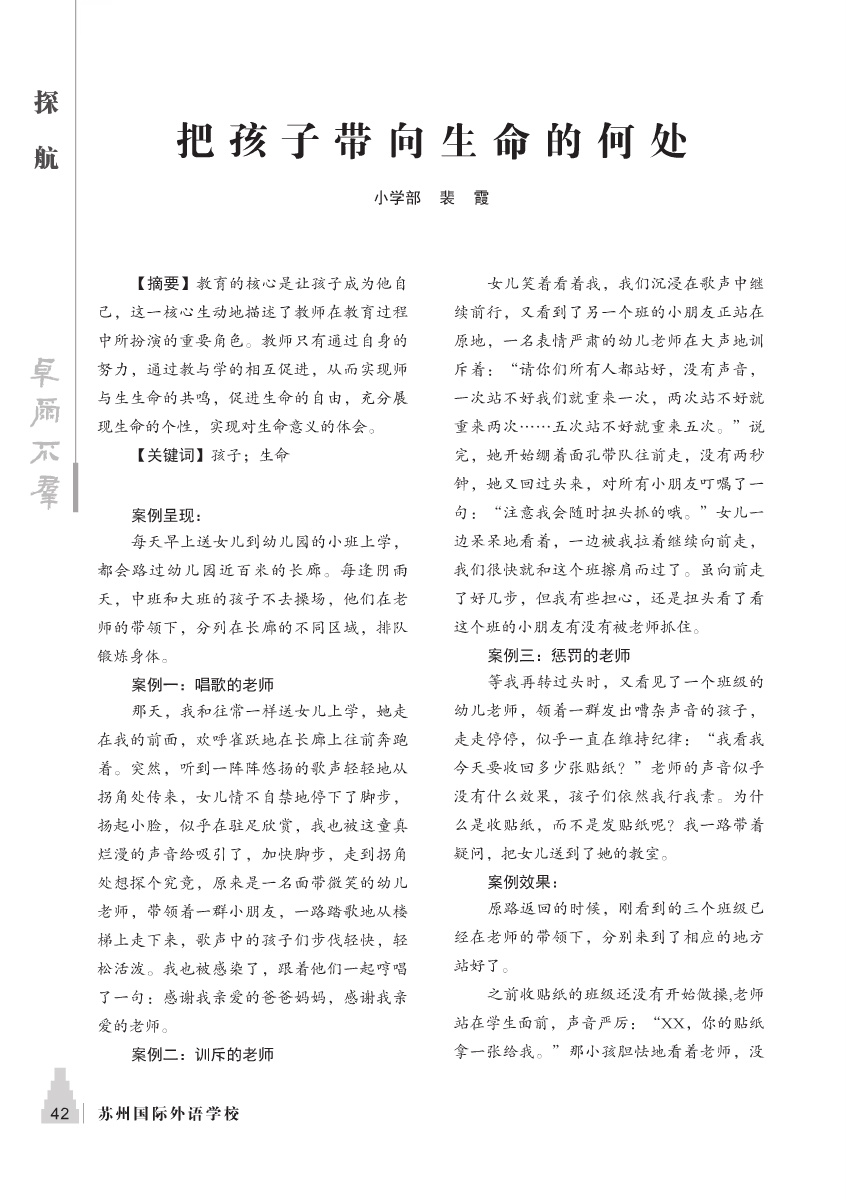 探
航
卓
尔
不
群
把孩子带向生命的何处
小学部 裴 霞
【摘要】教育的核心是让孩子成为他自
己，这一核心生动地描述了教师在教育过程
中所扮演的重要角色。教师只有通过自身的
努力，通过教与学的相互促进，从而实现师
与生生命的共鸣，促进生命的自由，充分展
现生命的个性，实现对生命意义的体会。
【关键词】孩子；生命
案例呈现：
每天早上送女儿到幼儿园的小班上学，
都会路过幼儿园近百米的长廊。每逢阴雨
天，中班和大班的孩子不去操场，他们在老
师的带领下，分列在长廊的不同区域，排队
锻炼身体。
案例一：唱歌的老师
那天，我和往常一样送女儿上学，她走
在我的前面，欢呼雀跃地在长廊上往前奔跑
着。突然，听到一阵阵悠扬的歌声轻轻地从
拐角处传来，女儿情不自禁地停下了脚步，
扬起小脸，似乎在驻足欣赏，我也被这童真
烂漫的声音给吸引了，加快脚步，走到拐角
处想探个究竟，原来是一名面带微笑的幼儿
老师，带领着一群小朋友，一路踏歌地从楼
梯上走下来，歌声中的孩子们步伐轻快，轻
松活泼。我也被感染了，跟着他们一起哼唱
了一句：感谢我亲爱的爸爸妈妈，感谢我亲
爱的老师。
案例二：训斥的老师
女儿笑着看着我，我们沉浸在歌声中继
续前行，又看到了另一个班的小朋友正站在
原地，一名表情严肃的幼儿老师在大声地训
斥着：“请你们所有人都站好，没有声音，
一次站不好我们就重来一次，两次站不好就
重来两次……五次站不好就重来五次。”说
完，她开始绷着面孔带队往前走，没有两秒
钟，她又回过头来，对所有小朋友叮嘱了一
句：“注意我会随时扭头抓的哦。”女儿一
边呆呆地看着，一边被我拉着继续向前走，
我们很快就和这个班擦肩而过了。虽向前走
了好几步，但我有些担心，还是扭头看了看
这个班的小朋友有没有被老师抓住。
案例三：惩罚的老师
等我再转过头时，又看见了一个班级的
幼儿老师，领着一群发出嘈杂声音的孩子，
走走停停，似乎一直在维持纪律：“我看我
今天要收回多少张贴纸？”老师的声音似乎
没有什么效果，孩子们依然我行我素。为什
么是收贴纸，而不是发贴纸呢？我一路带着
疑问，把女儿送到了她的教室。
案例效果：
原路返回的时候，刚看到的三个班级已
经在老师的带领下，分别来到了相应的地方
站好了。
之前收贴纸的班级还没有开始做操,老师
站在学生面前，声音严厉：“XX，你的贴纸
拿一张给我。”那小孩胆怯地看着老师，没
42 苏州国际外语学校